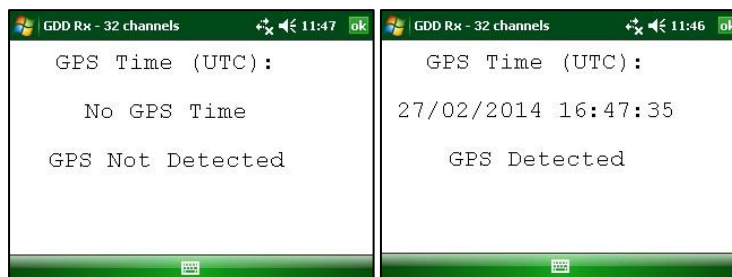 GDD Rx - 32 channels 11:47 ok
GPS Time (UTC):
No GPS Time
GPS Not Detected
GDD Rx - 32 channels 11:46 ok
GPS Time (UTC):
27/02/2014 16:47:35
GPS Detected